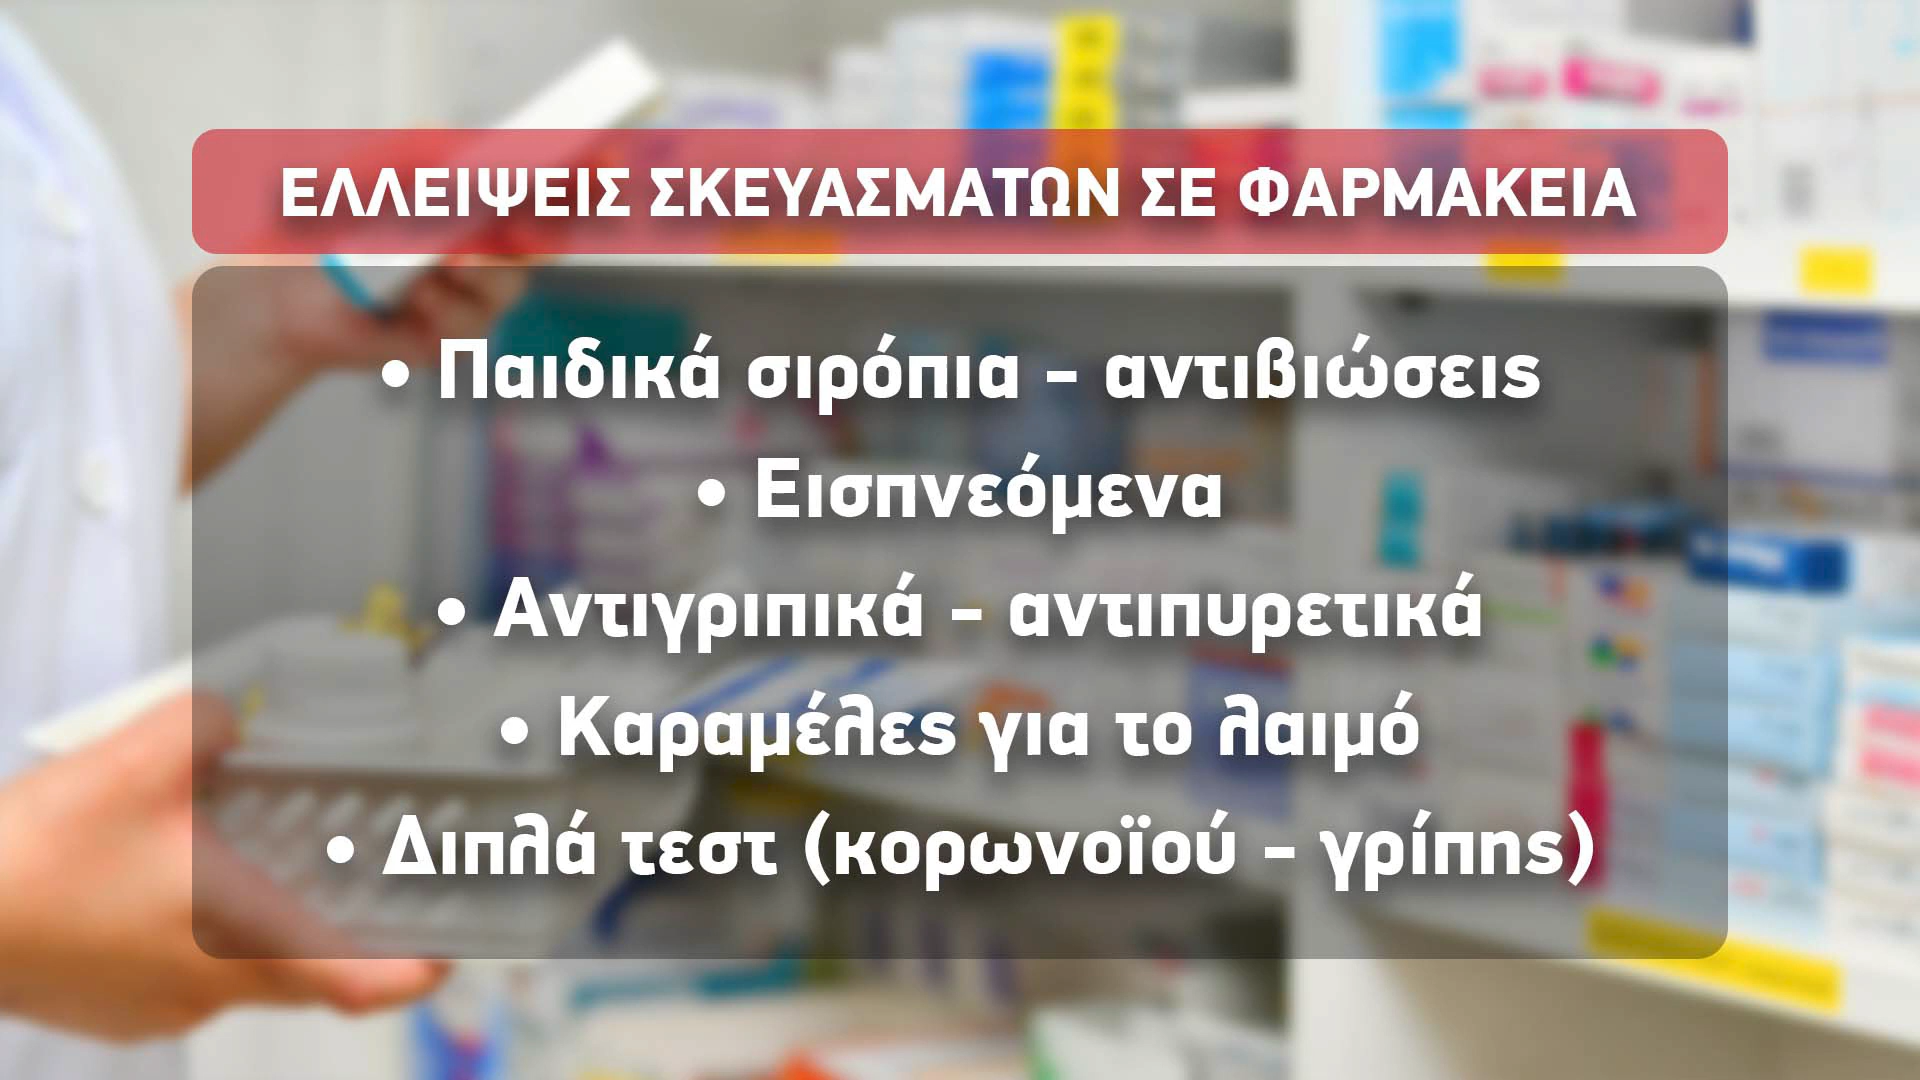 ΕΛΛΕΙΨΕΙΣ ΣΚΕΥΑΣΜΑΤΩΝ ΣΕ ΦΑΡΜΑΚΕΙΑ
• Παιδικά σιρόπια - αντιβιώσεις
• Εισπνεόμενα
• Αντιγριπικά - αντιπυρετικά
• Καραμέλες για το λαιμό
• Διπλά τεστ (κορωνοϊού - γρίπης)